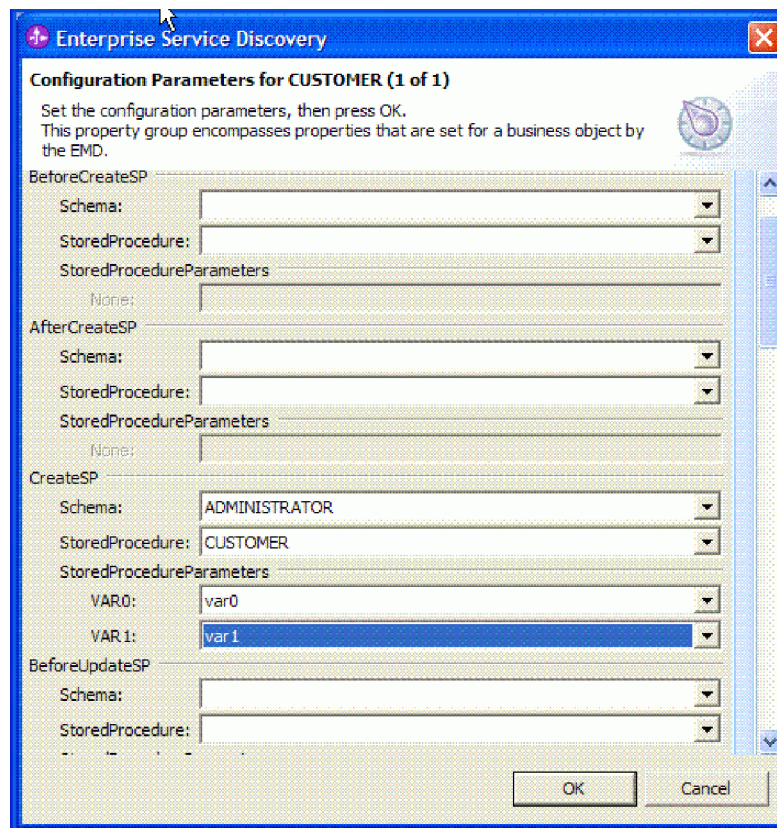 Enterprise Service Discovery
Configuration Parameters for CUSTOMER (1 of 1)
Set the configuration parameters, then press OK.
This property group encompasses properties that are set for a business object by
the EMD.
BeforeCreateSP
Schema:
StoredProcedure:
StoredProcedureParameters
None:
AfterCreateSP
Schema:
StoredProcedure:
StoredProcedureParameters
None:
CreateSP
Schema: ADMINISTRATOR
StoredProcedure: CUSTOMER
StoredProcedureParameters
VAR0: var0
VAR1: var1
BeforeUpdateSP
Schema:
StoredProcedure:
OK Cancel